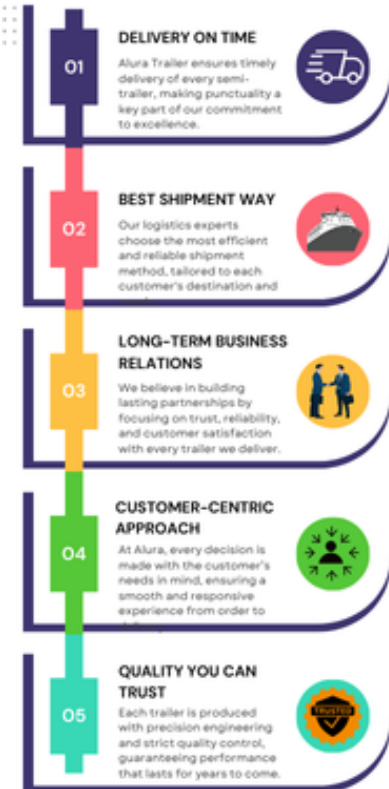 01
DELIVERY ON TIME
Alura Trailer ensures timely
delivery of every semi-
trailer, making punctuality a
key part of our commitment
to excellence.
02
BEST SHIPMENT WAY
Our logistics experts
choose the most efficient
and reliable shipment
method, tailored to each
customer's destination and
03
LONG-TERM BUSINESS
RELATIONS
We believe in building
lasting partnerships by
focusing on trust, reliability,
and customer satisfaction
with every trailer we deliver.
04
CUSTOMER-CENTRIC
APPROACH
At Alura, every decision is
made with the customer's
needs in mind, ensuring a
smooth and responsive
experience from order to
05
QUALITY YOU CAN
TRUST
Each trailer is produced
with precision engineering
and strict quality control,
guaranteeing performance
that lasts for years to come.
TRUSTED